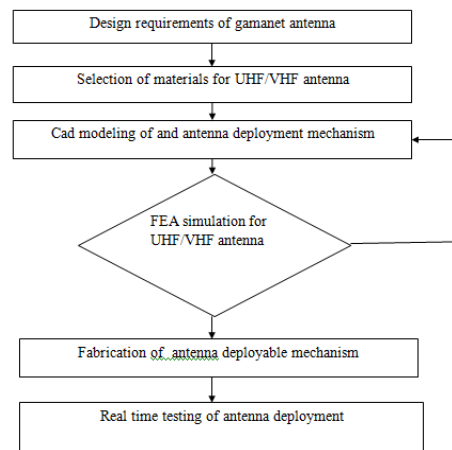 Design requirements of gamanet antenna
Selection of materials for UHF/VHF antenna
Cad modeling of and antenna deployment mechanism
FEA simulation for
UHF/VHF antenna
Fabrication of  antenna deployable mechanism
Real time testing of antenna deployment